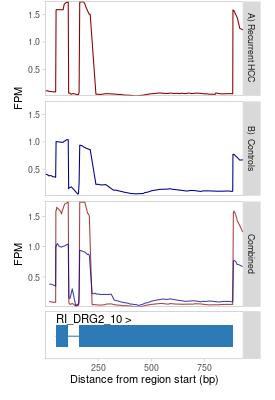 1.5
1.0
0.5
FPM
A) Recurrent HCC
1.5
1.0
0.5
FPM
B) Controls
1.5
1.0
0.5
FPM
Combined
RI_DRG2_10 >
250
500
750
Distance from region start (bp)